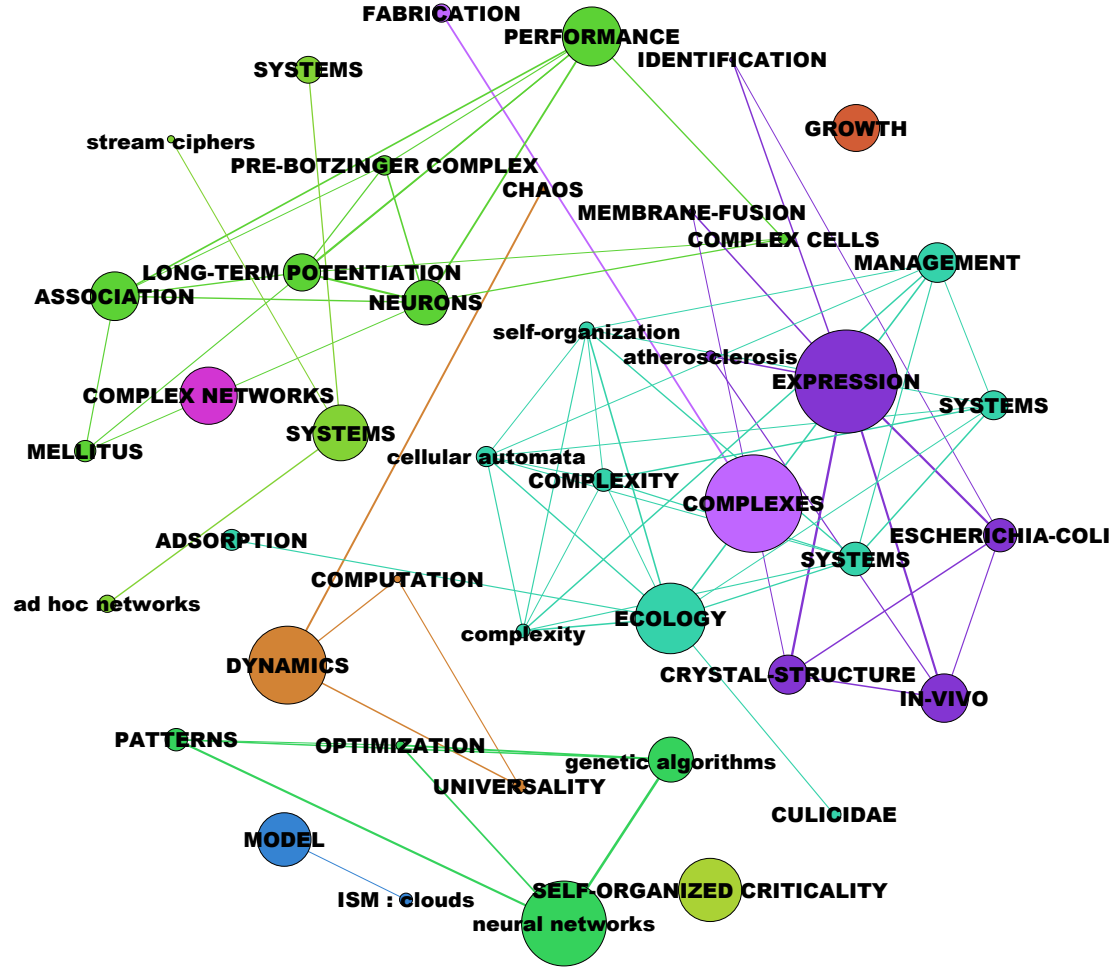 FABRICATION
PERFORMANCE
IDENTIFICATION
SYSTEMS
GROWTH
stream ciphers
PRE-BOTZINGER COMPLEX
CHAOS
MEMBRANE-FUSION
COMPLEX CELLS
MANAGEMENT
LONG-TERM POTENTIATION
ASSOCIATION
NEURONS
self-organization
atherosclerosis
EXPRESSION
COMPLEX NETWORKS
SYSTEMS
SYSTEMS
MELLITUS
cellular automata
COMPLEXITY
COMPLEXES
ADSORPTION
ESCHERICHIA-COLI
SYSTEMS
COMPUTATION
ad hoc networks
ECOLOGY
complexity
DYNAMICS
CRYSTAL-STRUCTURE
IN-VIVO
PATTERNS
OPTIMIZATION
genetic algorithms
UNIVERSALITY
CULICIDAE
MODEL
SELF-ORGANIZED CRITICALITY
ISM : clouds
neural networks